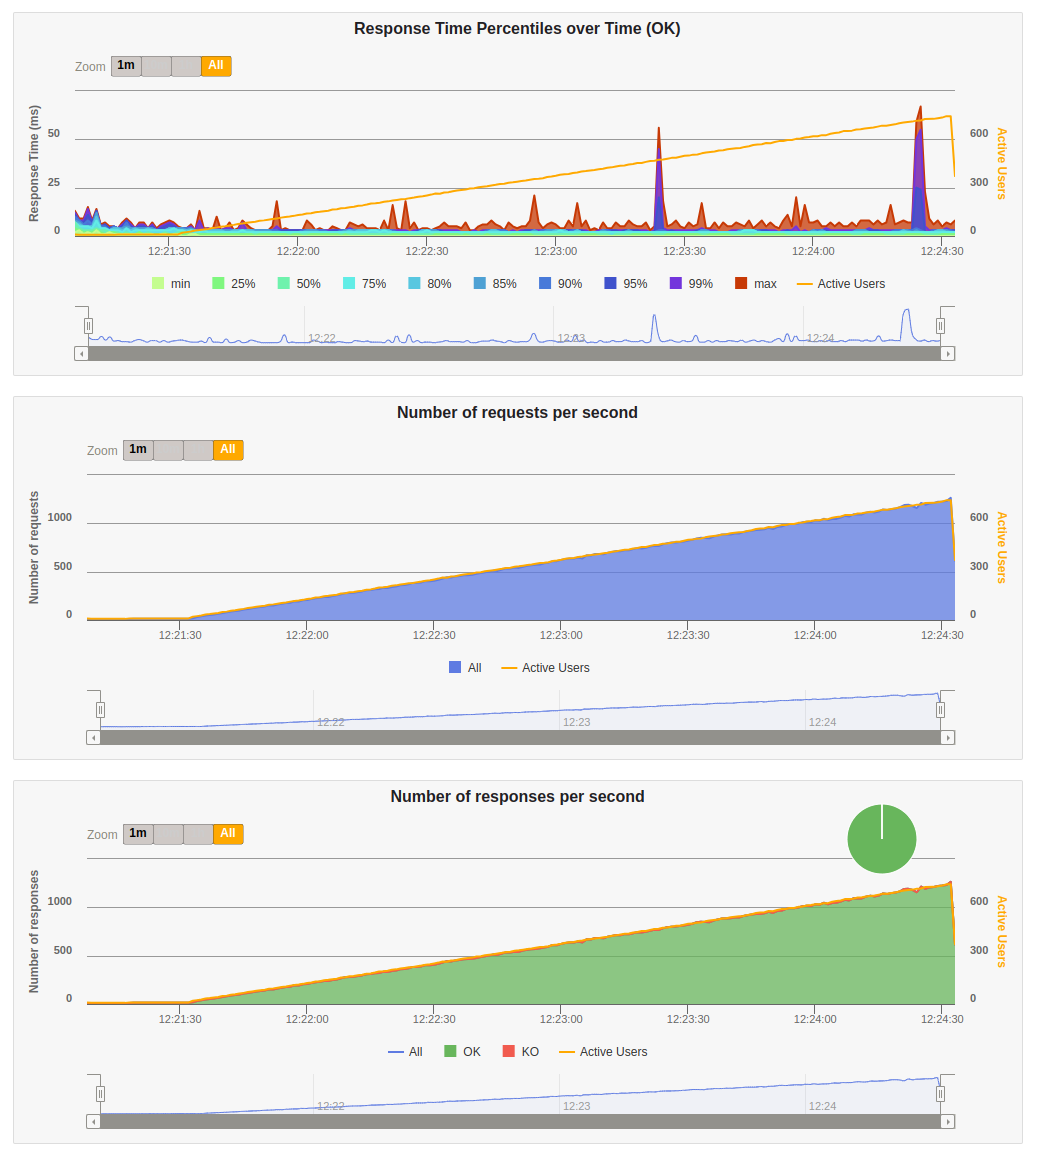 Response Time Percentiles over Time (OK)
Zoom 1m All
Response Time (ms)
50
25
0
600
300
0
Active Users
12:21:30 12:22:00 12:22:30 12:23:00 12:23:30 12:24:00 12:24:30
min 25% 50% 75% 80% 85% 90% 95% 99% max Active Users
12:22 12:23 12:24
Number of requests per second
Zoom 1m All
Number of requests
1000
500
0
600
300
0
Active Users
12:21:30 12:22:00 12:22:30 12:23:00 12:23:30 12:24:00 12:24:30
All Active Users
12:22 12:23 12:24
Number of responses per second
Zoom 1m All
Number of responses
1000
500
0
600
300
0
Active Users
12:21:30 12:22:00 12:22:30 12:23:00 12:23:30 12:24:00 12:24:30
All OK KO Active Users
12:22 12:23 12:24